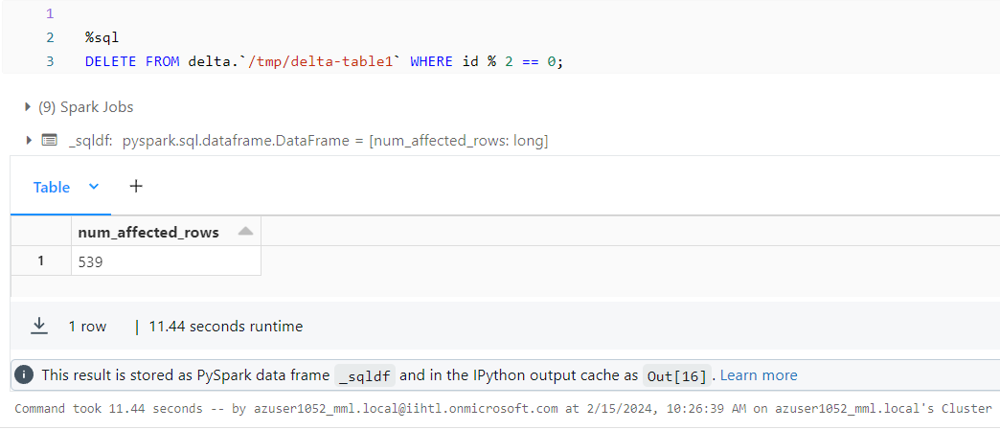 1
2 %sql
3 DELETE FROM delta.`/tmp/delta-table1` WHERE id % 2 == 0;
(9) Spark Jobs
_sqldf: pyspark.sql.dataframe.DataFrame = [num_affected_rows: long]
Table +
num_affected_rows
1 539
1 row | 11.44 seconds runtime
This result is stored as PySpark data frame _sqldf and in the IPython output cache as Out[16] . Learn more
Command took 11.44 seconds -- by azuser1052_mml.local@iihtl.onmicrosoft.com at 2/15/2024, 10:26:39 AM on azuser1052_mml.local's Cluster